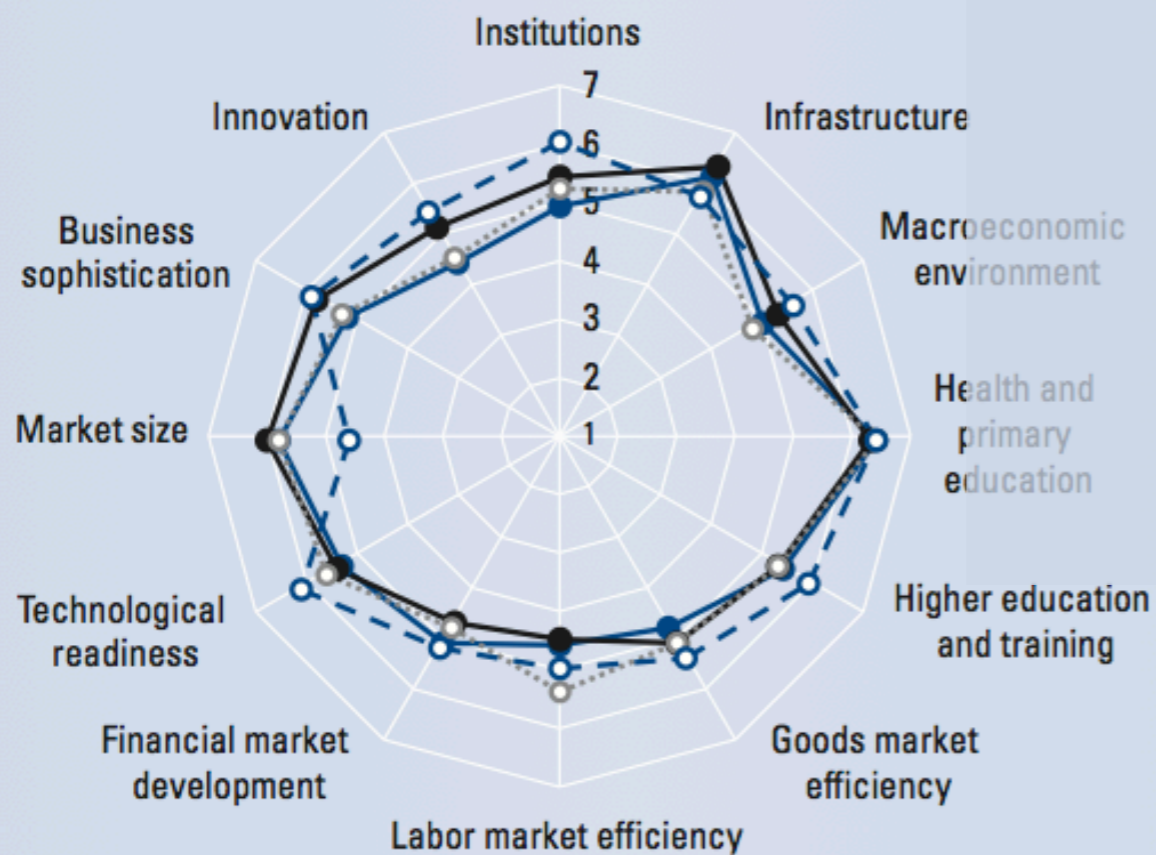 Institutions
7
6
5
4
3
2
1
Infrastructure
Macroeconomic
environment
Health and
primary
education
Higher education
and training
Goods market
efficiency
Labor market efficiency
Financial market
development
Technological
readiness
Market size
Business
sophistication
Innovation